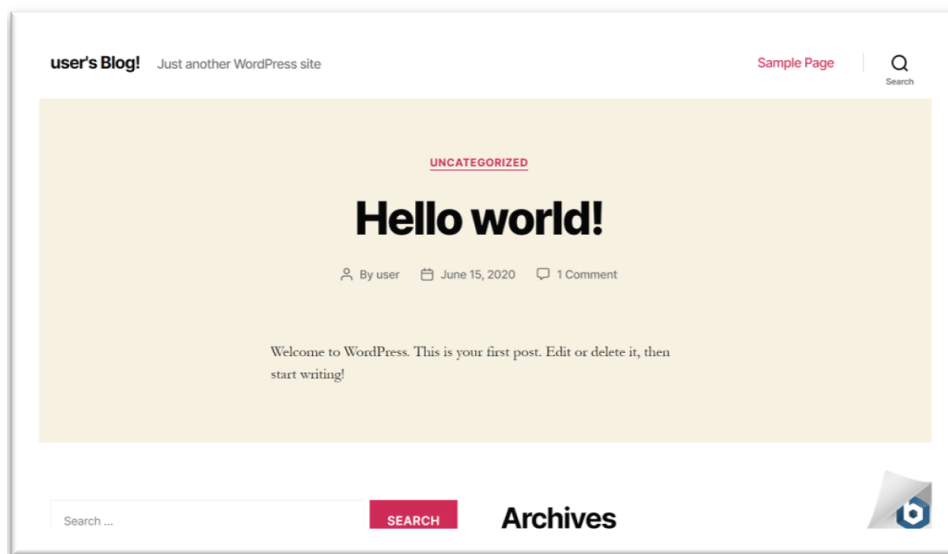 user's Blog! Just another WordPress site
Sample Page
Search
UNCATEGORIZED
Hello world!
By user June 15, 2020 1 Comment
Welcome to WordPress. This is your first post. Edit or delete it, then
start writing!
Search ...
SEARCH
Archives
b